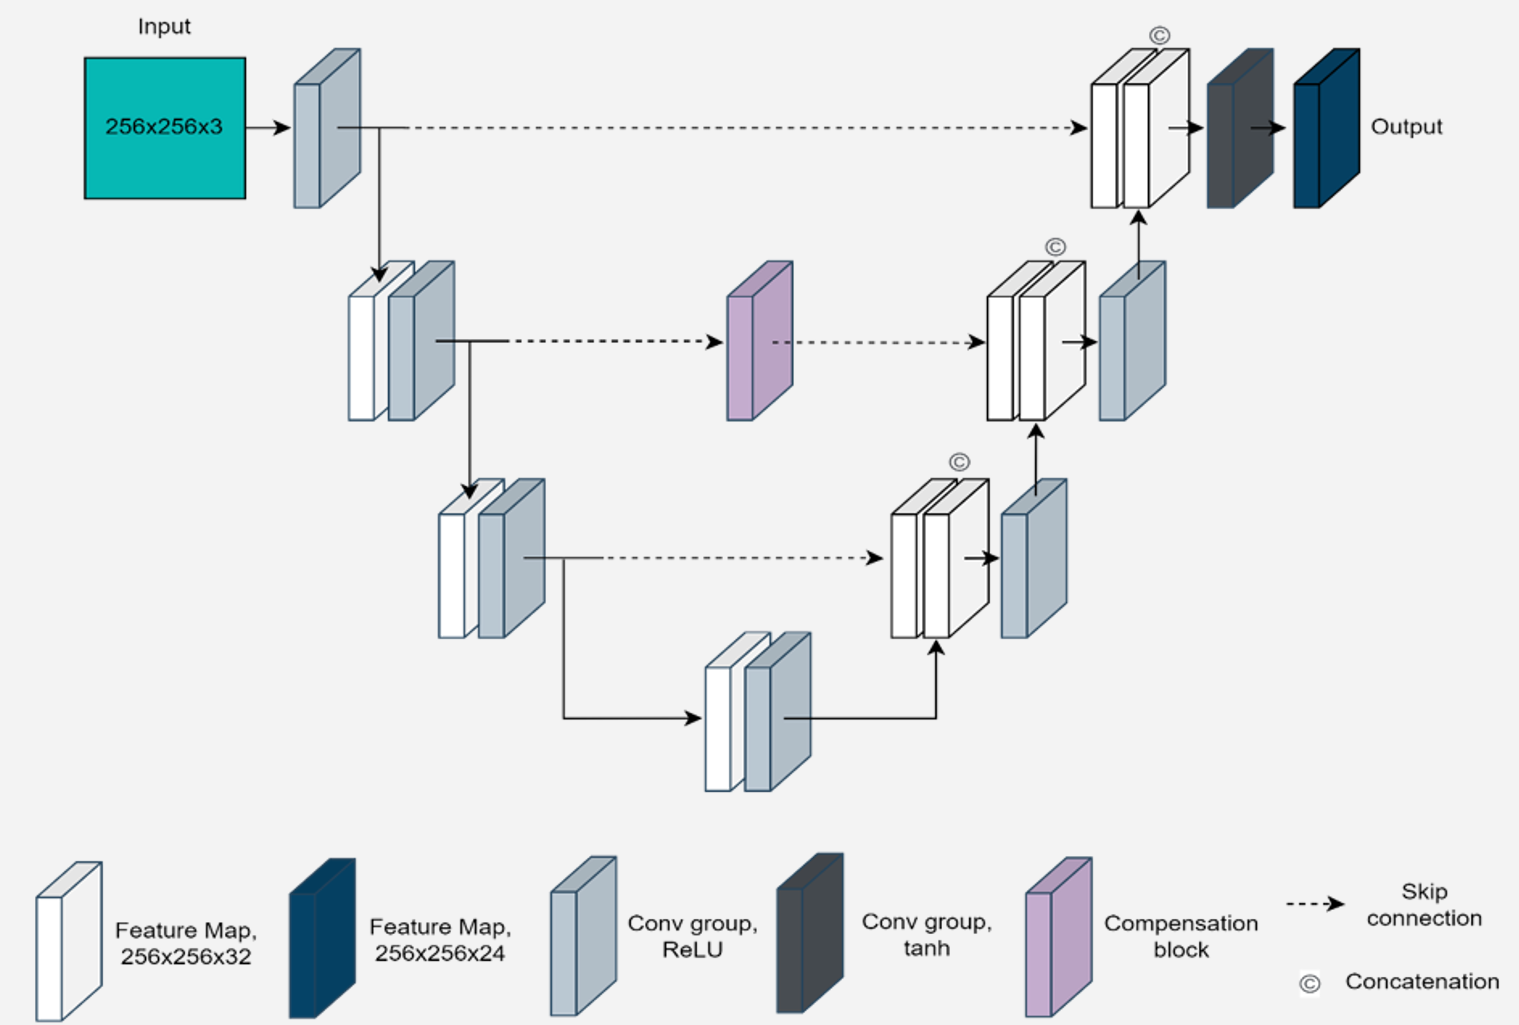 Input
©
256x256x3
Output
©
©
Feature Map,
256x256x32
Feature Map,
256x256x24
Conv group,
ReLU
Conv group,
tanh
Compensation
block
Skip
connection
© Concatenation